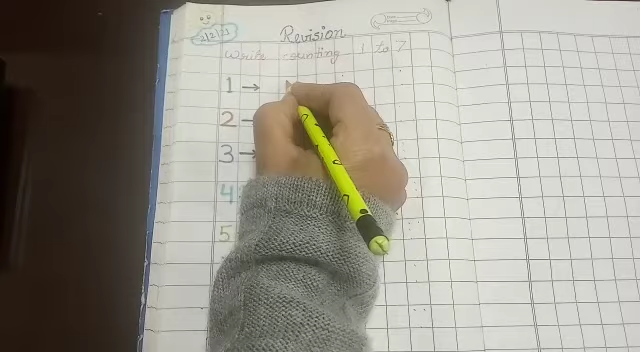 Revision
Write counting 1 to 7
1 →
2 →
3 →
4
5